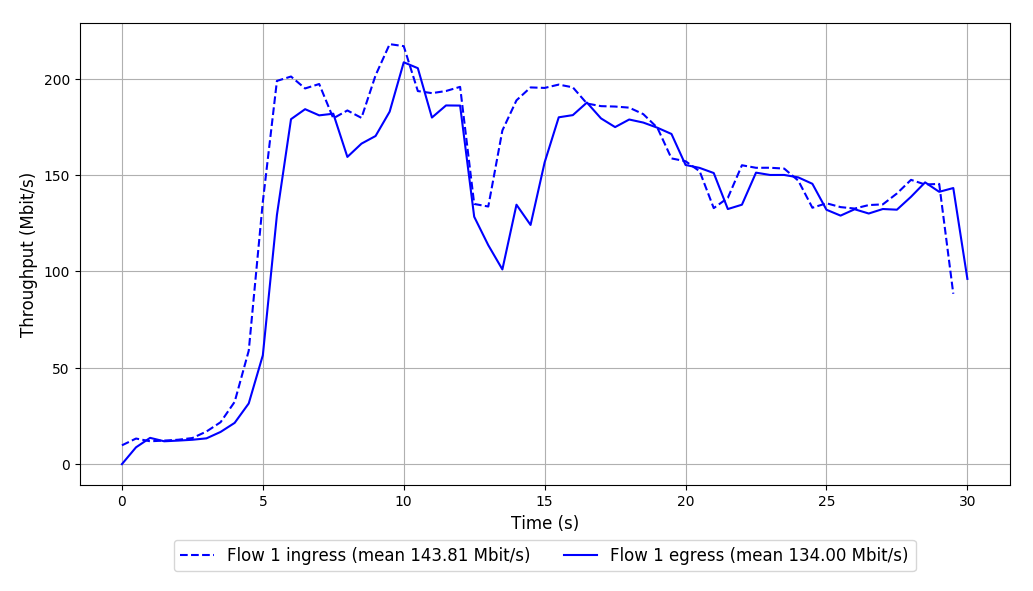 Throughput (Mbit/s)
200
150
100
50
0
0 5 10 15 20 25 30
Time (s)
Flow 1 ingress (mean 143.81 Mbit/s) Flow 1 egress (mean 134.00 Mbit/s)